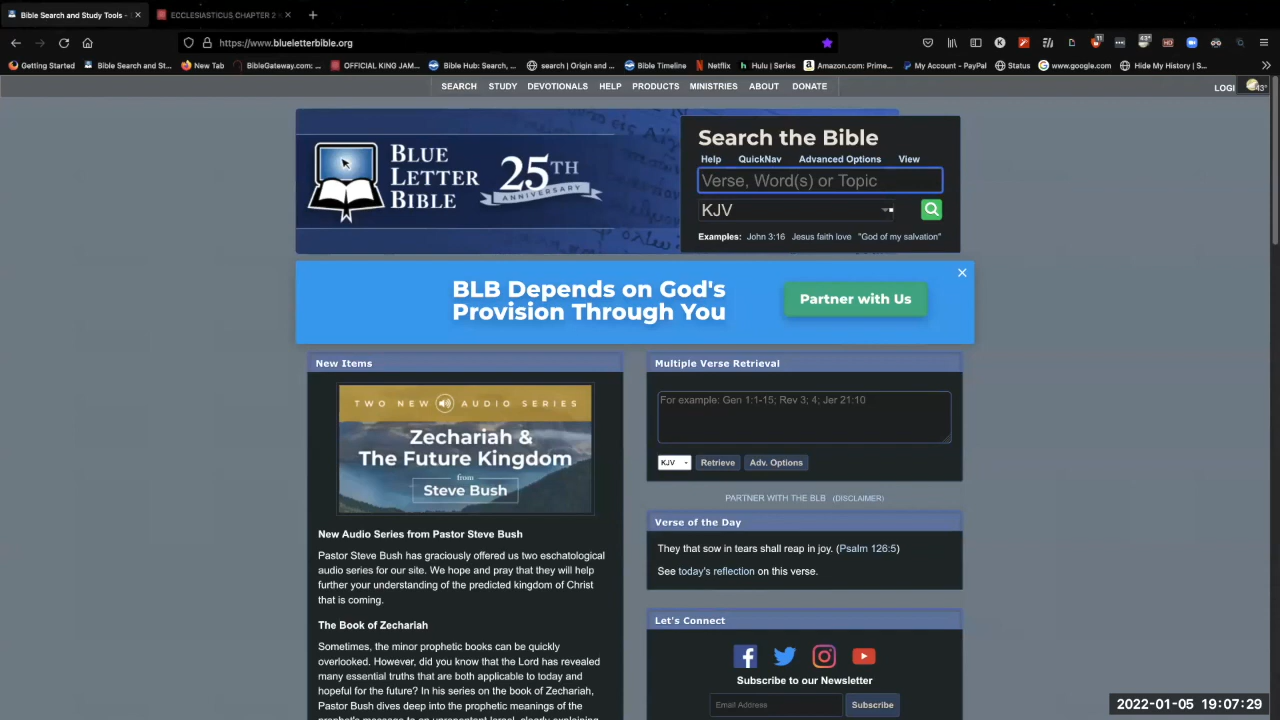 Bible Search and Study Tools -
ECCLESIASTICUS CHAPTER 2
https://www.blueletterbible.org
11
43°
HD
Getting Started
Bible Search and St...
New Tab
BibleGateway.com: ...
OFFICIAL KING JAM...
Bible Hub: Search, ...
search | Origin and ...
Bible Timeline
Netflix
Hulu | Series
Amazon.com: Prime...
My Account - PayPal
Status
www.google.com
Hide My History | S...
SEARCH STUDY DEVOTIONALS HELP PRODUCTS MINISTRIES ABOUT DONATE
LOGI
43°
BLUE
LETTER
BIBLE
25TH
ANNIVERSARY
Search the Bible
Help QuickNav Advanced Options View
Verse, Word(s) or Topic
KJV
Examples: John 3:16 Jesus faith love "God of my salvation"
BLB Depends on God's
Provision Through You
Partner with Us
New Items
TWO NEW AUDIO SERIES
Zechariah &
The Future Kingdom
from
Steve Bush
New Audio Series from Pastor Steve Bush
Pastor Steve Bush has graciously offered us two eschatological
audio series for our site. We hope and pray that they will help
further your understanding of the predicted kingdom of Christ
that is coming.
The Book of Zechariah
Sometimes, the minor prophetic books can be quickly
overlooked. However, did you know that the Lord has revealed
many essential truths that are both applicable to today and
hopeful for the future? In his series on the book of Zechariah,
Pastor Bush dives deep into the prophetic meanings of the
Multiple Verse Retrieval
For example: Gen 1:1-15; Rev 3; 4; Jer 21:10
KJV
Retrieve
Adv. Options
PARTNER WITH THE BLB (DISCLAIMER)
Verse of the Day
They that sow in tears shall reap in joy. (Psalm 126:5)
See today's reflection on this verse.
Let's Connect
Subscribe to our Newsletter
Email Address
Subscribe
2022-01-05 19:07:29